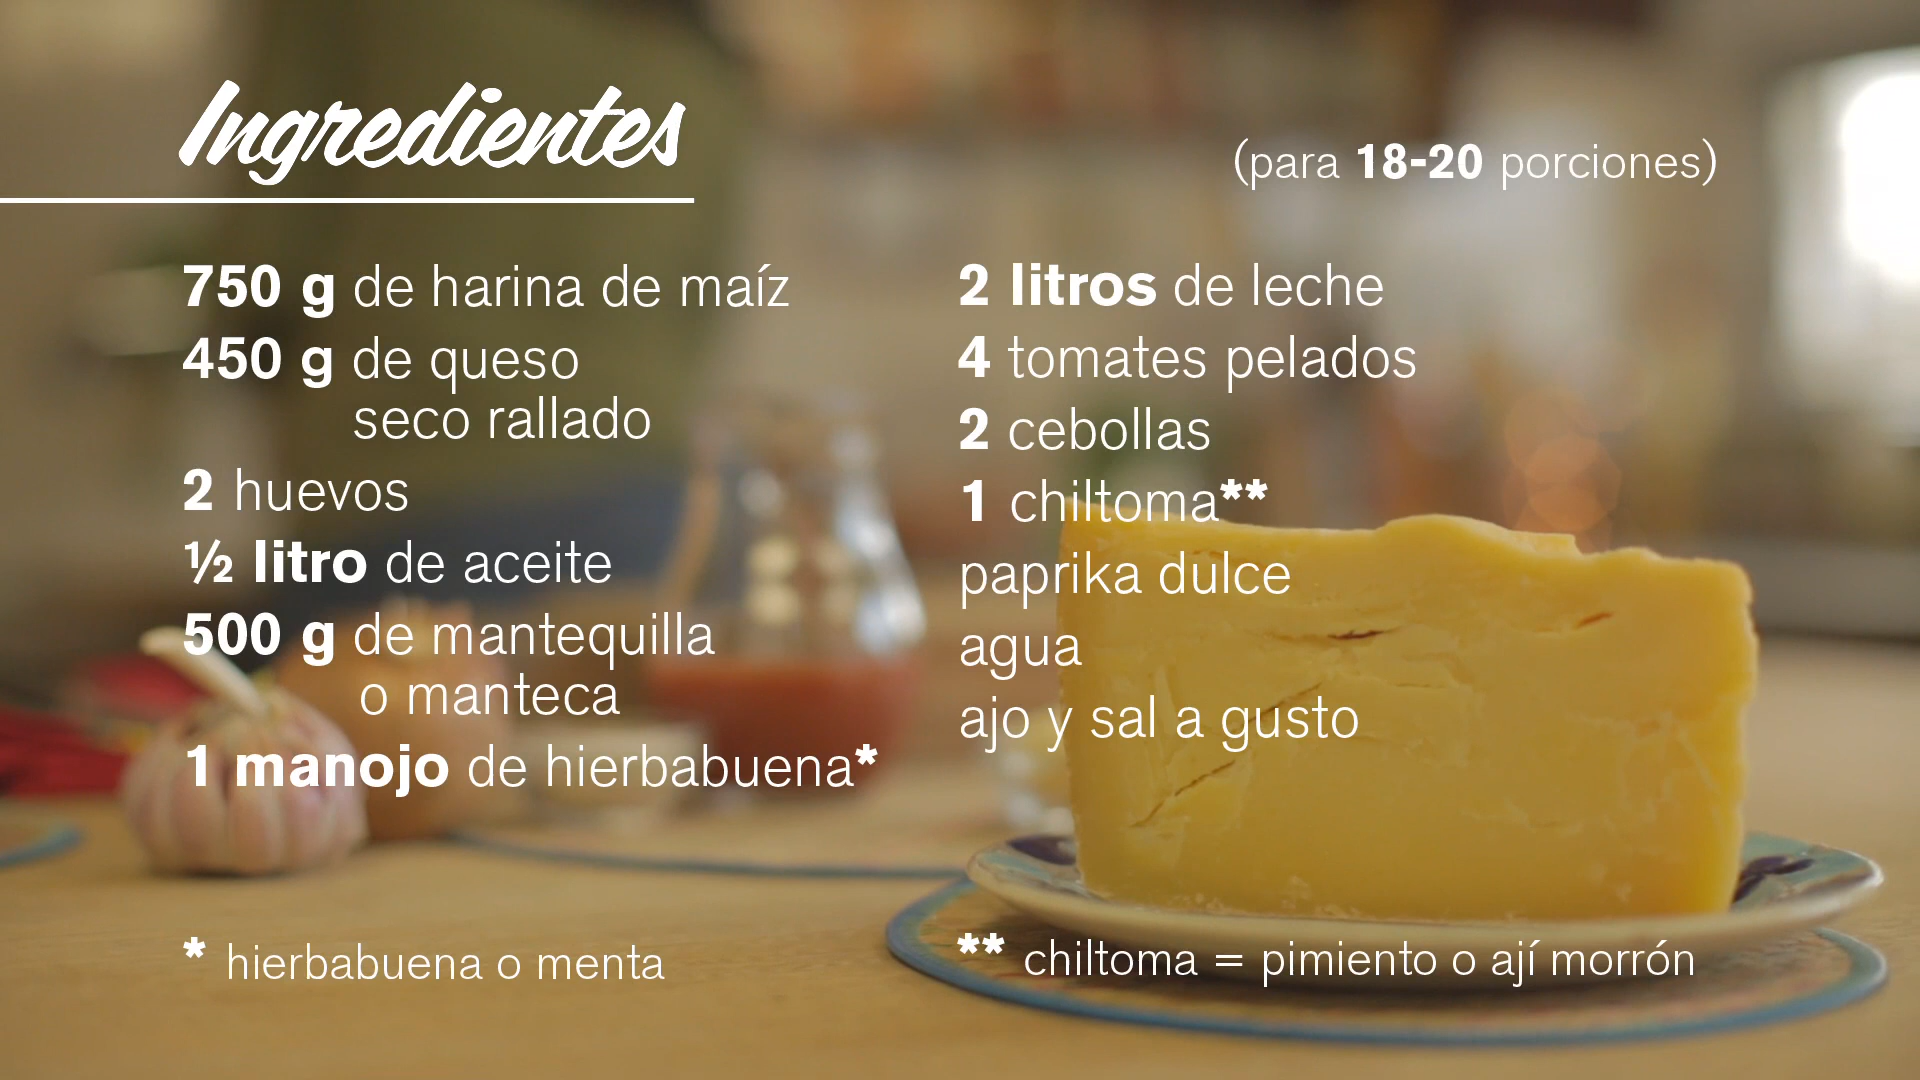 Ingredientes
(para 18-20 porciones)
750 g de harina de maíz
450 g de queso
seco rallado
2 huevos
½ litro de aceite
500 g de mantequilla
o manteca
1 manojo de hierbabuena*
2 litros de leche
4 tomates pelados
2 cebollas
1 chiltoma**
paprika dulce
agua
ajo y sal a gusto
* hierbabuena o menta
** chiltoma = pimiento o ají morrón